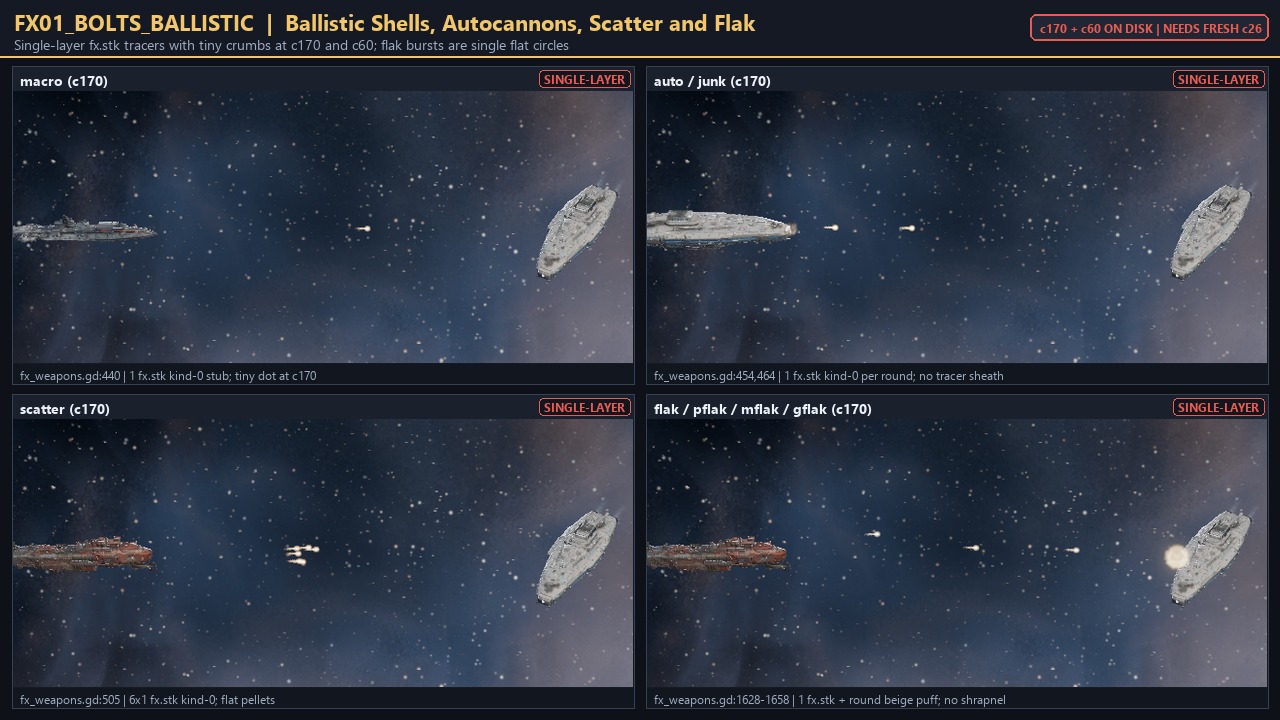 FX01_BOLTS_BALLISTIC | Ballistic Shells, Autocannons, Scatter and Flak
Single-layer fx.stk tracers with tiny crumbs at c170 and c60; flak bursts are single flat circles
c170 + c60 ON DISK | NEEDS FRESH c26
macro (c170)
SINGLE-LAYER
fx_weapons.gd:440 | 1 fx.stk kind-0 stub; tiny dot at c170
auto / junk (c170)
SINGLE-LAYER
fx_weapons.gd:454,464 | 1 fx.stk kind-0 per round; no tracer sheath
scatter (c170)
SINGLE-LAYER
fx_weapons.gd:505 | 6x1 fx.stk kind-0; flat pellets
flak / pflak / mflak / gflak (c170)
SINGLE-LAYER
fx_weapons.gd:1628-1658 | 1 fx.stk + round beige puff; no shrapnel